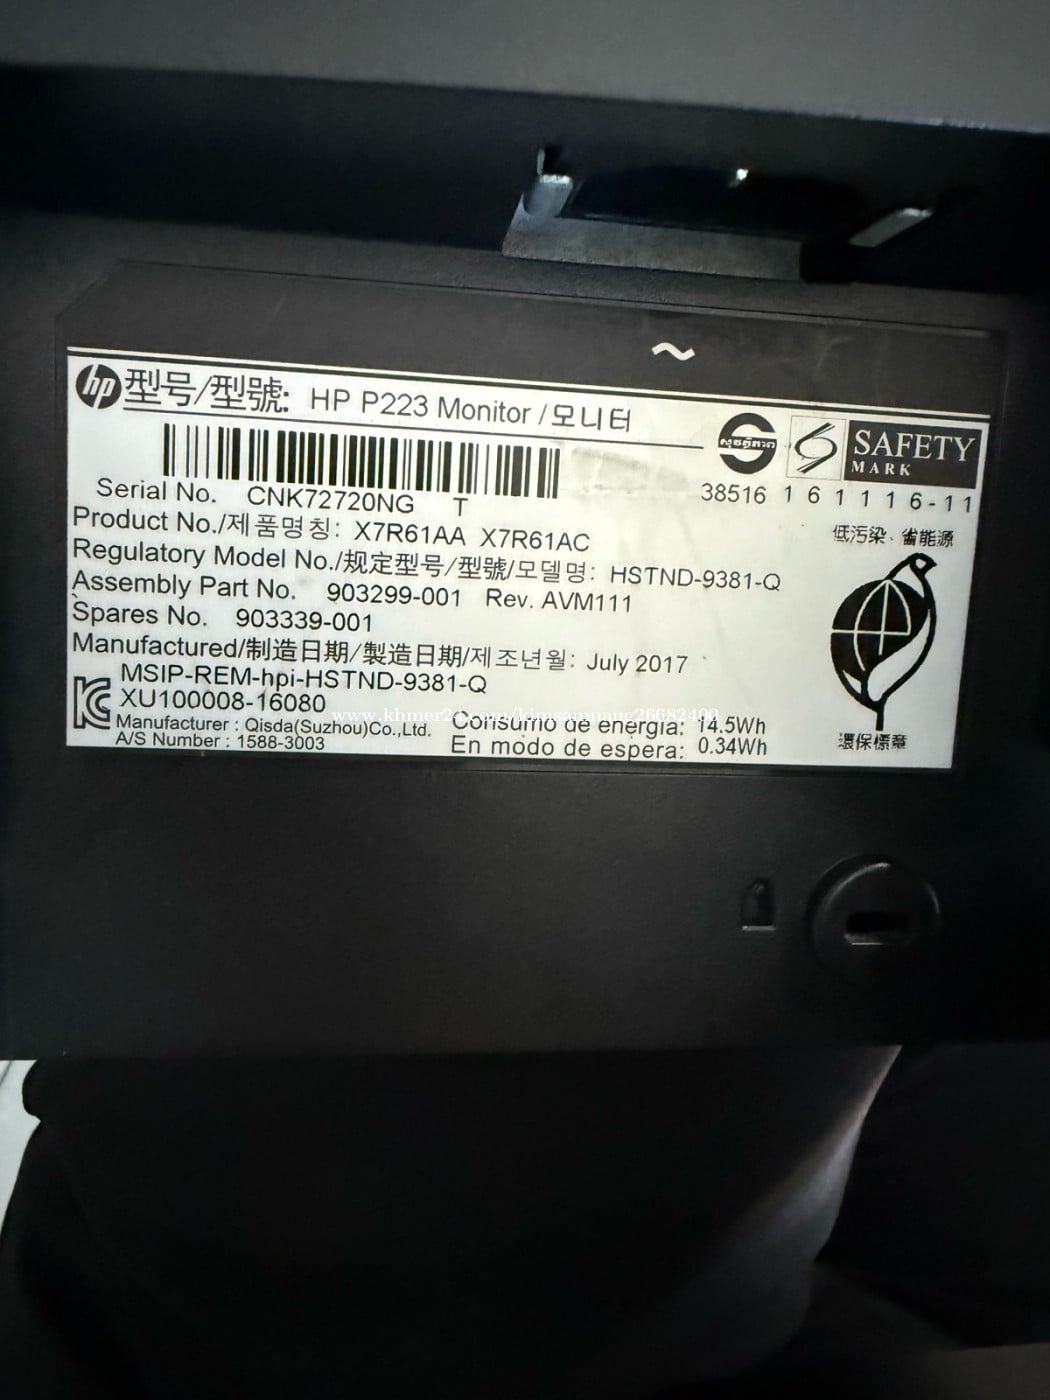 ~
hp 型号/型號: HP P223 Monitor /모니터
SAFETY
MARK
38516 161116-11
Serial No. CNK72720NG T
Product No./제품명칭: X7R61AA X7R61AC
低污染、省能源
Regulatory Model No./规定型号/型號/모델명: HSTND-9381-Q
Assembly Part No. 903299-001 Rev. AVM111
Spares No. 903339-001
Manufactured/制造日期/製造日期/제조년월: July 2017
MSIP-REM-hpi-HSTND-9381-Q
XU100008-16080
www.khmer24.com/kimsamuang26682400
Manufacturer : Qisda(Suzhou)Co.,Ltd. Consumo de energía: 14.5Wh
A/S Number : 1588-3003 En modo de espera: 0.34Wh
環保標章